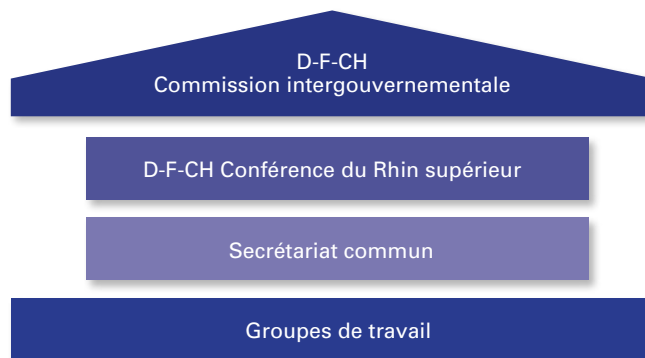 D-F-CH
Commission intergouvernementale
D-F-CH Conférence du Rhin supérieur
Secrétariat commun
Groupes de travail